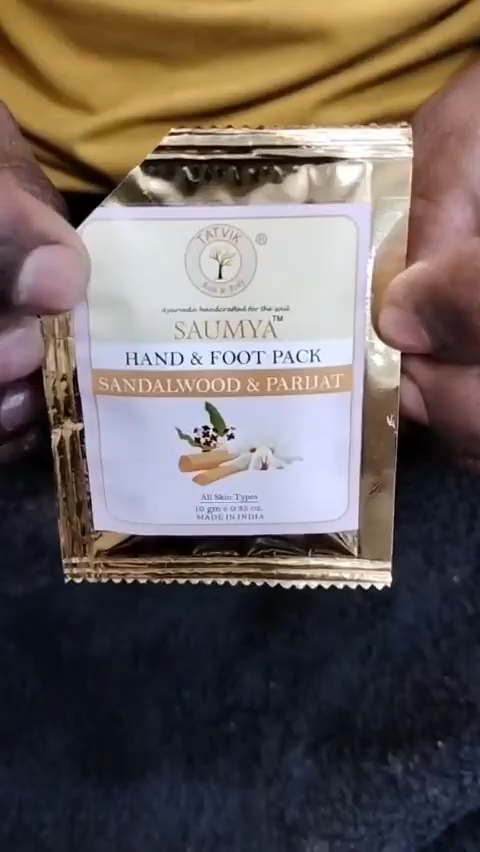 TATVIK ®
Bath & Body
Ayurveda handcrafted for the soul
SAUMYA™
HAND & FOOT PACK
SANDALWOOD & PARIJAT
All Skin Types
10 gm e 0.35 oz.
MADE IN INDIA